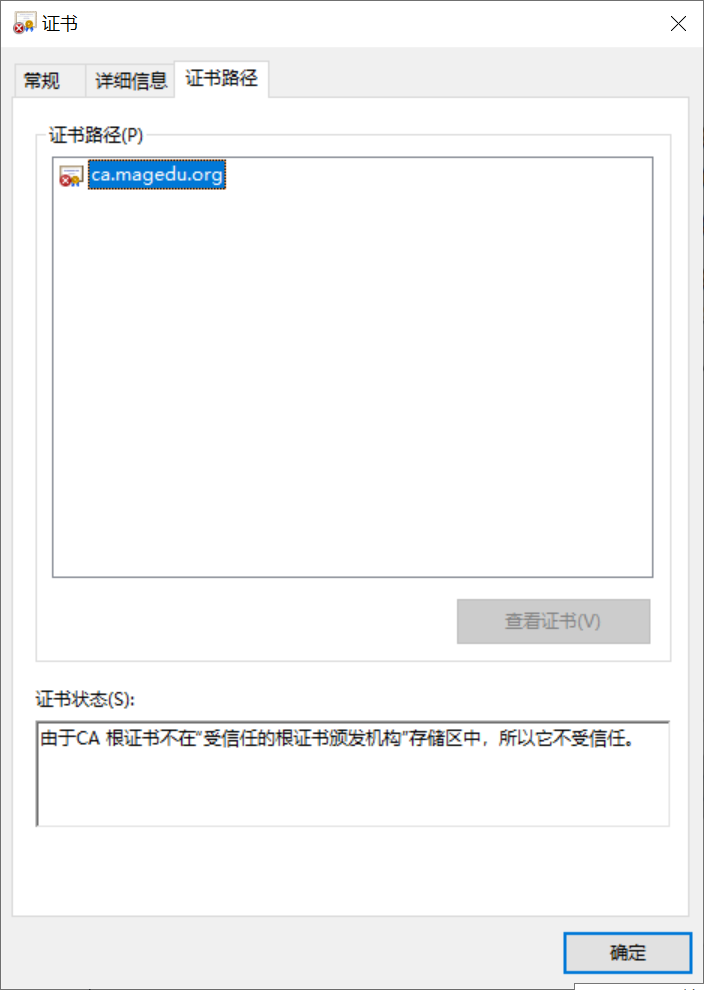 证书
常规
详细信息
证书路径
证书路径(P)
ca.magedu.org
查看证书(V)
证书状态(S):
由于CA 根证书不在“受信任的根证书颁发机构”存储区中，所以它不受信任。
确定